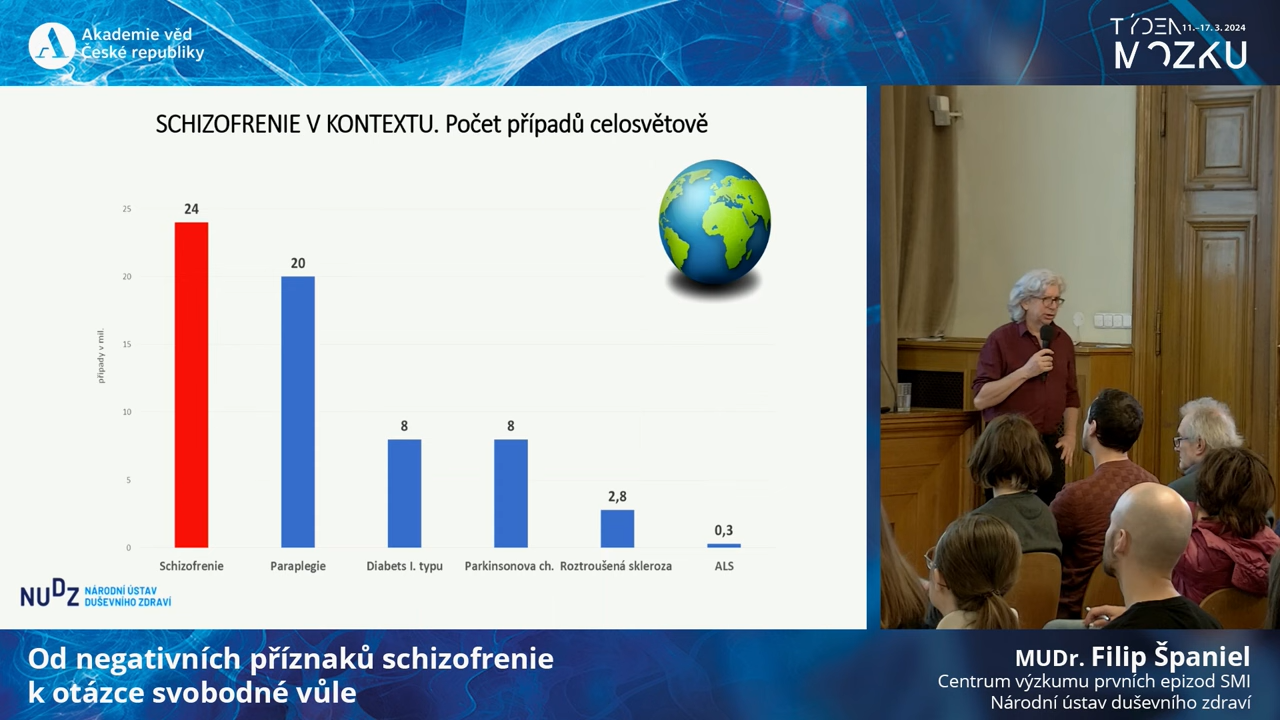 Akademie věd
České republiky
TÝDEN 11.–17. 3. 2024
MOZKU
SCHIZOFRENIE V KONTEXTU. Počet případů celosvětově
případy v mil.
25
20
15
10
5
0
24
20
8
8
2,8
0,3
Schizofrenie Paraplegie Diabets I. typu Parkinsonova ch. Roztroušená skleroza ALS
NUDZ NÁRODNÍ ÚSTAV
DUŠEVNÍHO ZDRAVÍ
Od negativních příznaků schizofrenie
k otázce svobodné vůle
MUDr. Filip Španiel
Centrum výzkumu prvních epizod SMI
Národní ústav duševního zdraví